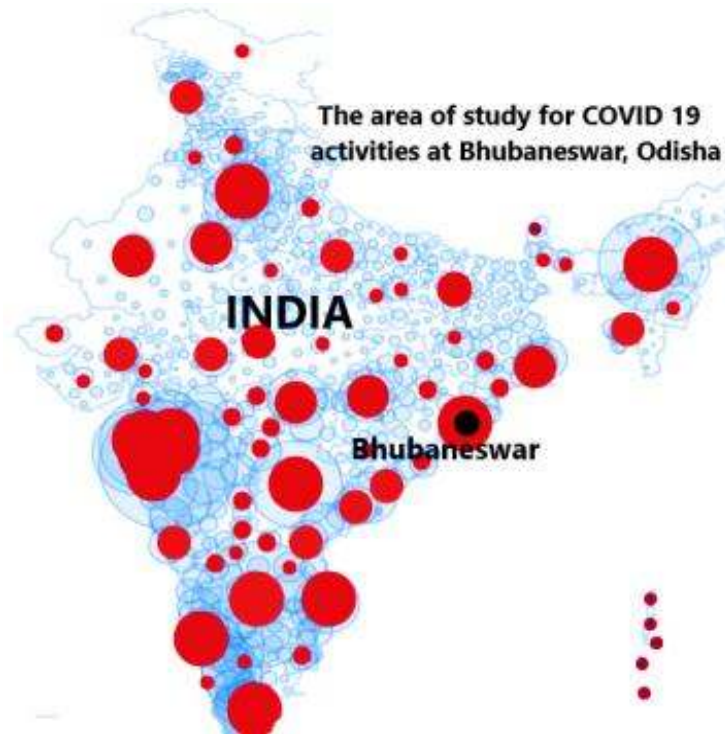 The area of study for COVID 19
activities at Bhubaneswar, Odisha
INDIA
Bhubaneswar